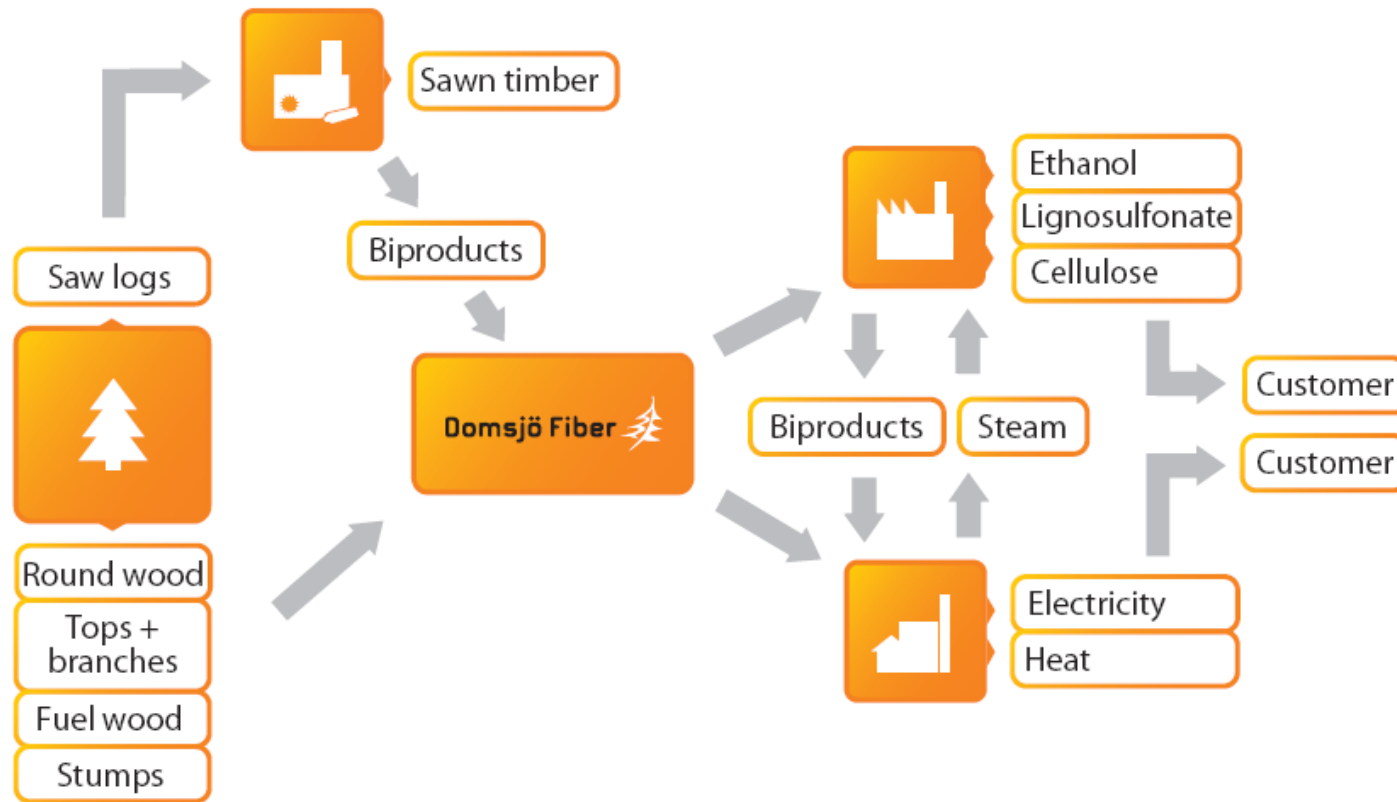 Sawn timber
Biproducts
Saw logs
Round wood
Tops +
branches
Fuel wood
Stumps
Domsjö Fiber
Ethanol
Lignosulfonate
Cellulose
Biproducts
Steam
Electricity
Heat
Customer
Customer